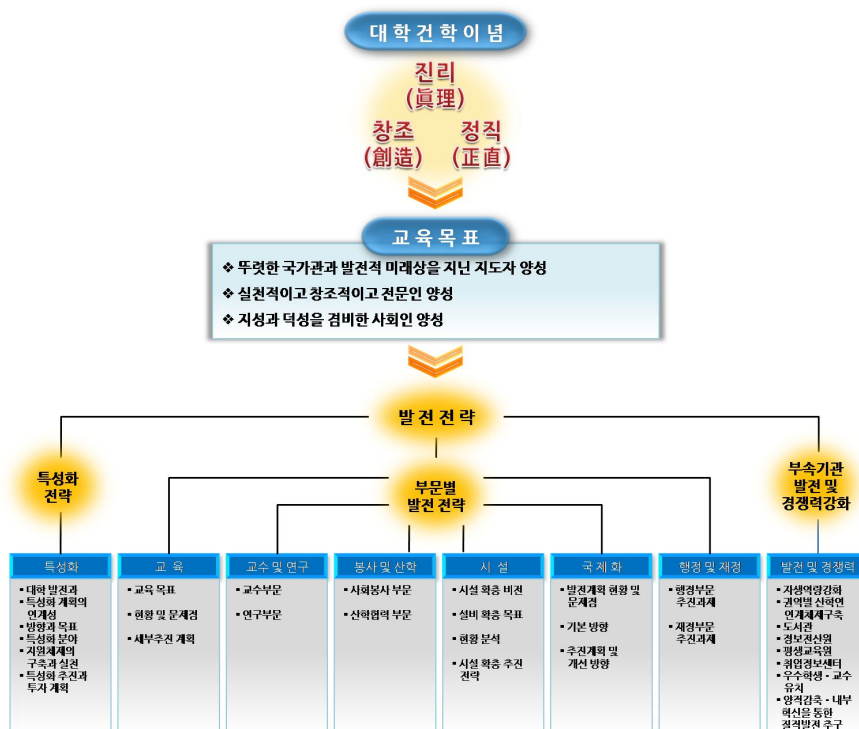 대학건학이념
진리
(眞理)
창조 정직
(創造) (正直)
교육목표
❖ 뚜렷한 국가관과 발전적 미래상을 지닌 지도자 양성
❖ 실천적이고 창조적이고 전문인 양성
❖ 지성과 덕성을 겸비한 사회인 양성
발전전략
특성화
전략
부문별
발전 전략
부속기관
발전 및
경쟁력강화
특성화
▪ 대학 발전과
▪ 특성화 계획의
연계성
▪ 방향과 목표
▪ 특성화 분야
▪ 지원체제의
구축과 실천
▪ 특성화 추진과
투자 계획
교 육
▪ 교육 목표
▪ 현황 및 문제점
▪ 세부추진 계획
교수 및 연구
▪ 교수부문
▪ 연구부문
봉사 및 산학
▪ 사회봉사 부문
▪ 산학협력 부문
시 설
▪ 시설 확충 비전
▪ 설비 확충 목표
▪ 현황 분석
▪ 시설 확충 추진
전략
국 제 화
▪ 발전계획 현황 및
문제점
▪ 기본 방향
▪ 추진계획 및
개선 방향
행정 및 재정
▪ 행정부문
추진과제
▪ 재정부문
추진과제
발전 및 경쟁력
▪ 자생역량강화
▪ 권역별 산학연
연계체제구축
▪ 도서관
▪ 정보전산원
▪ 평생교육원
▪ 취업정보센터
▪ 우수학생 · 교수
유치
▪ 양적감축 · 내부
혁신을 통한
질적발전 추구